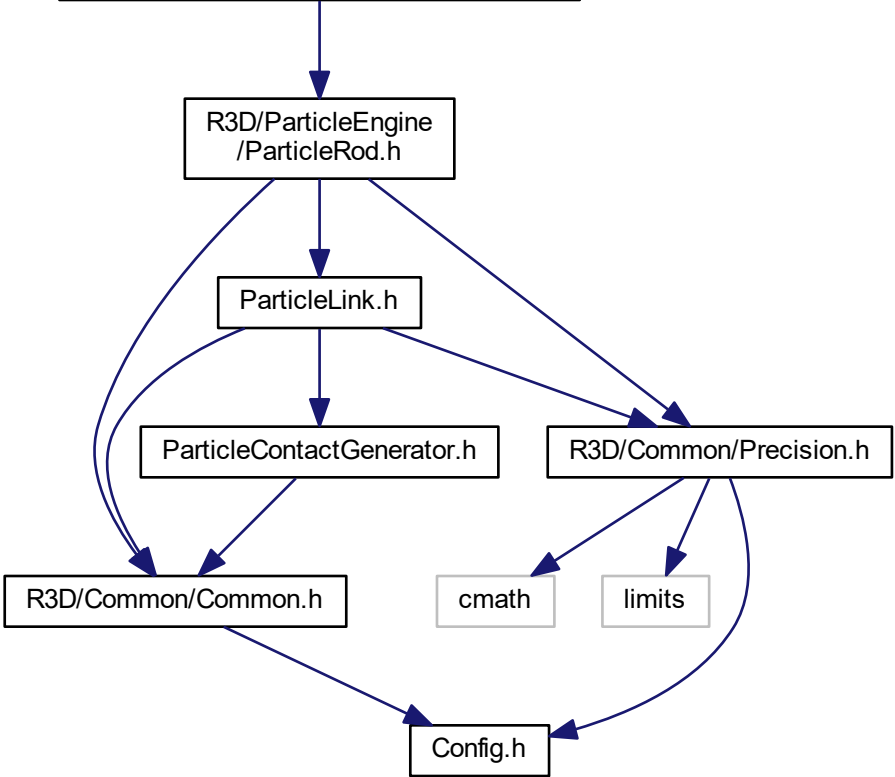 R3D/ParticleEngine
/ParticleRod.h
ParticleLink.h
ParticleContactGenerator.h
R3D/Common/Precision.h
R3D/Common/Common.h
cmath
limits
Config.h